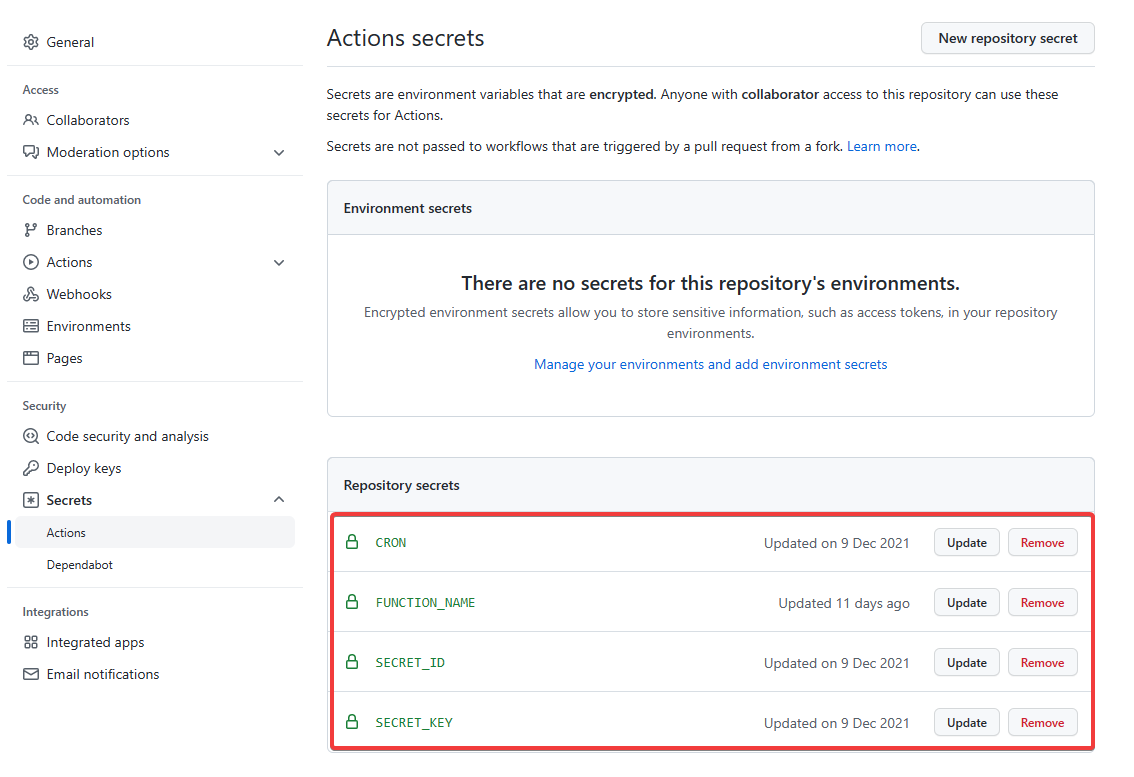 General
Access
Collaborators
Moderation options
Code and automation
Branches
Actions
Webhooks
Environments
Pages
Security
Code security and analysis
Deploy keys
Secrets
Actions
Dependabot
Integrations
Integrated apps
Email notifications
Actions secrets
New repository secret
Secrets are environment variables that are encrypted. Anyone with collaborator access to this repository can use these
secrets for Actions.
Secrets are not passed to workflows that are triggered by a pull request from a fork. Learn more.
Environment secrets
There are no secrets for this repository's environments.
Encrypted environment secrets allow you to store sensitive information, such as access tokens, in your repository
environments.
Manage your environments and add environment secrets
Repository secrets
CRON Updated on 9 Dec 2021 Update Remove
FUNCTION_NAME Updated 11 days ago Update Remove
SECRET_ID Updated on 9 Dec 2021 Update Remove
SECRET_KEY Updated on 9 Dec 2021 Update Remove